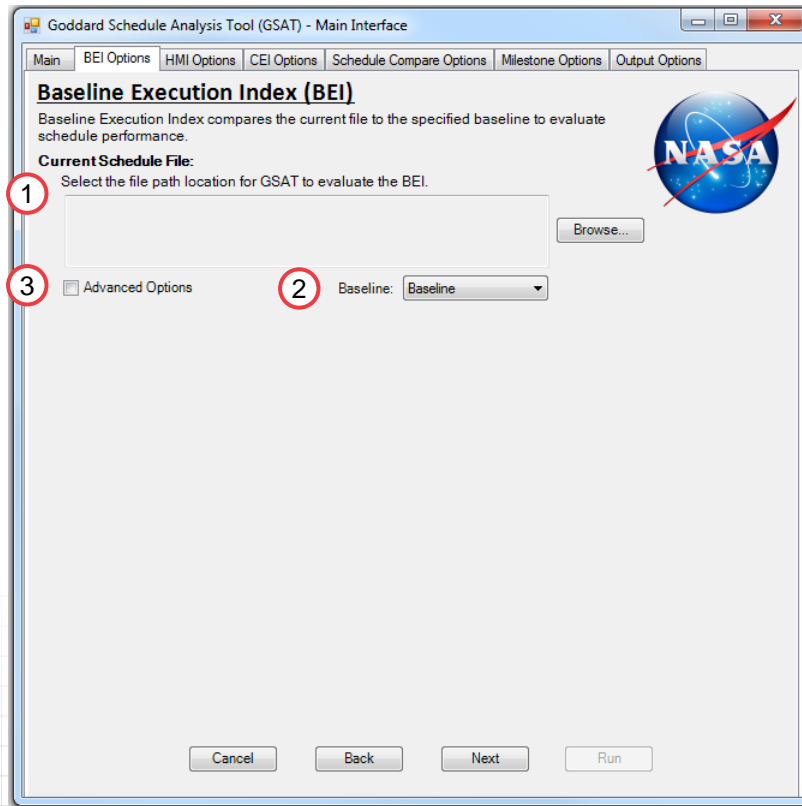 Goddard Schedule Analysis Tool (GSAT) - Main Interface
Main BEI Options HMI Options CEI Options Schedule Compare Options Milestone Options Output Options
Baseline Execution Index (BEI)
Baseline Execution Index compares the current file to the specified baseline to evaluate
schedule performance.
NASA
Current Schedule File:
1 Select the file path location for GSAT to evaluate the BEI.
Browse...
3 Advanced Options 2 Baseline: Baseline
Cancel Back Next Run